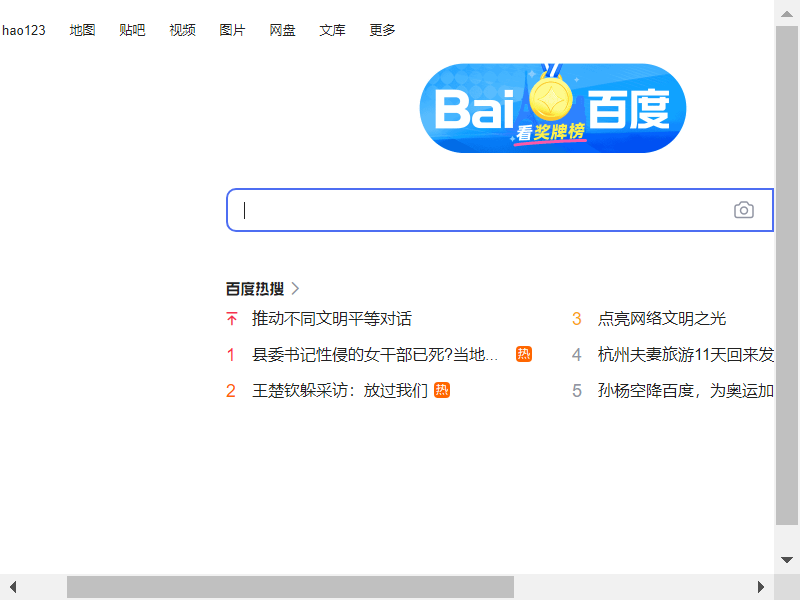 hao123 地图 贴吧 视频 图片 网盘 文库 更多
Bai 百度
看奖牌榜
百度热搜
推动不同文明平等对话
1 县委书记性侵的女干部已死?当地... 热
2 王楚钦躲采访：放过我们 热
3 点亮网络文明之光
4 杭州夫妻旅游11天回来发
5 孙杨空降百度，为奥运加